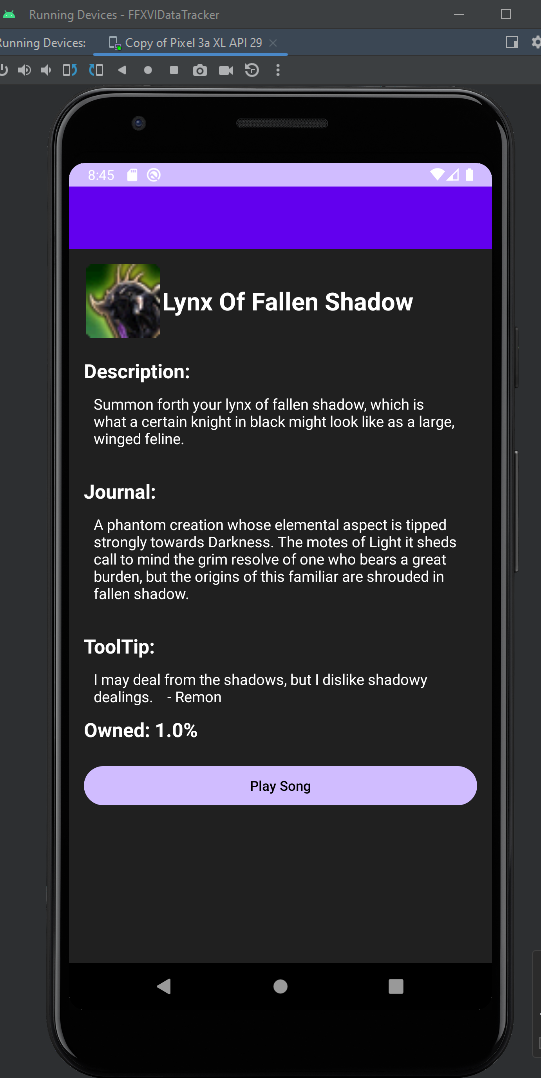 Running Devices - FFXVIDataTracker
Running Devices:
Copy of Pixel 3a XL API 29
8:45
Lynx Of Fallen Shadow
Description:
Summon forth your lynx of fallen shadow, which is
what a certain knight in black might look like as a large,
winged feline.
Journal:
A phantom creation whose elemental aspect is tipped
strongly towards Darkness. The motes of Light it sheds
call to mind the grim resolve of one who bears a great
burden, but the origins of this familiar are shrouded in
fallen shadow.
ToolTip:
I may deal from the shadows, but I dislike shadowy
dealings. - Remon
Owned: 1.0%
Play Song